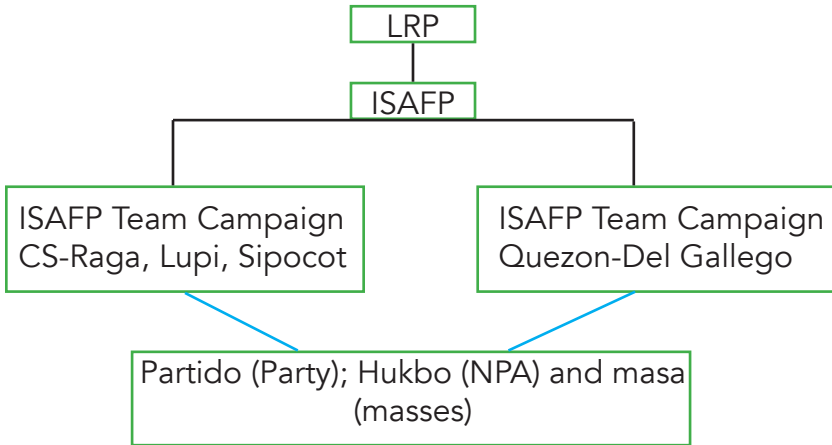 LRP
ISAFP
ISAFP Team Campaign
CS-Raga, Lupi, Sipocot
ISAFP Team Campaign
Quezon-Del Gallego
Partido (Party); Hukbo (NPA) and masa
(masses)